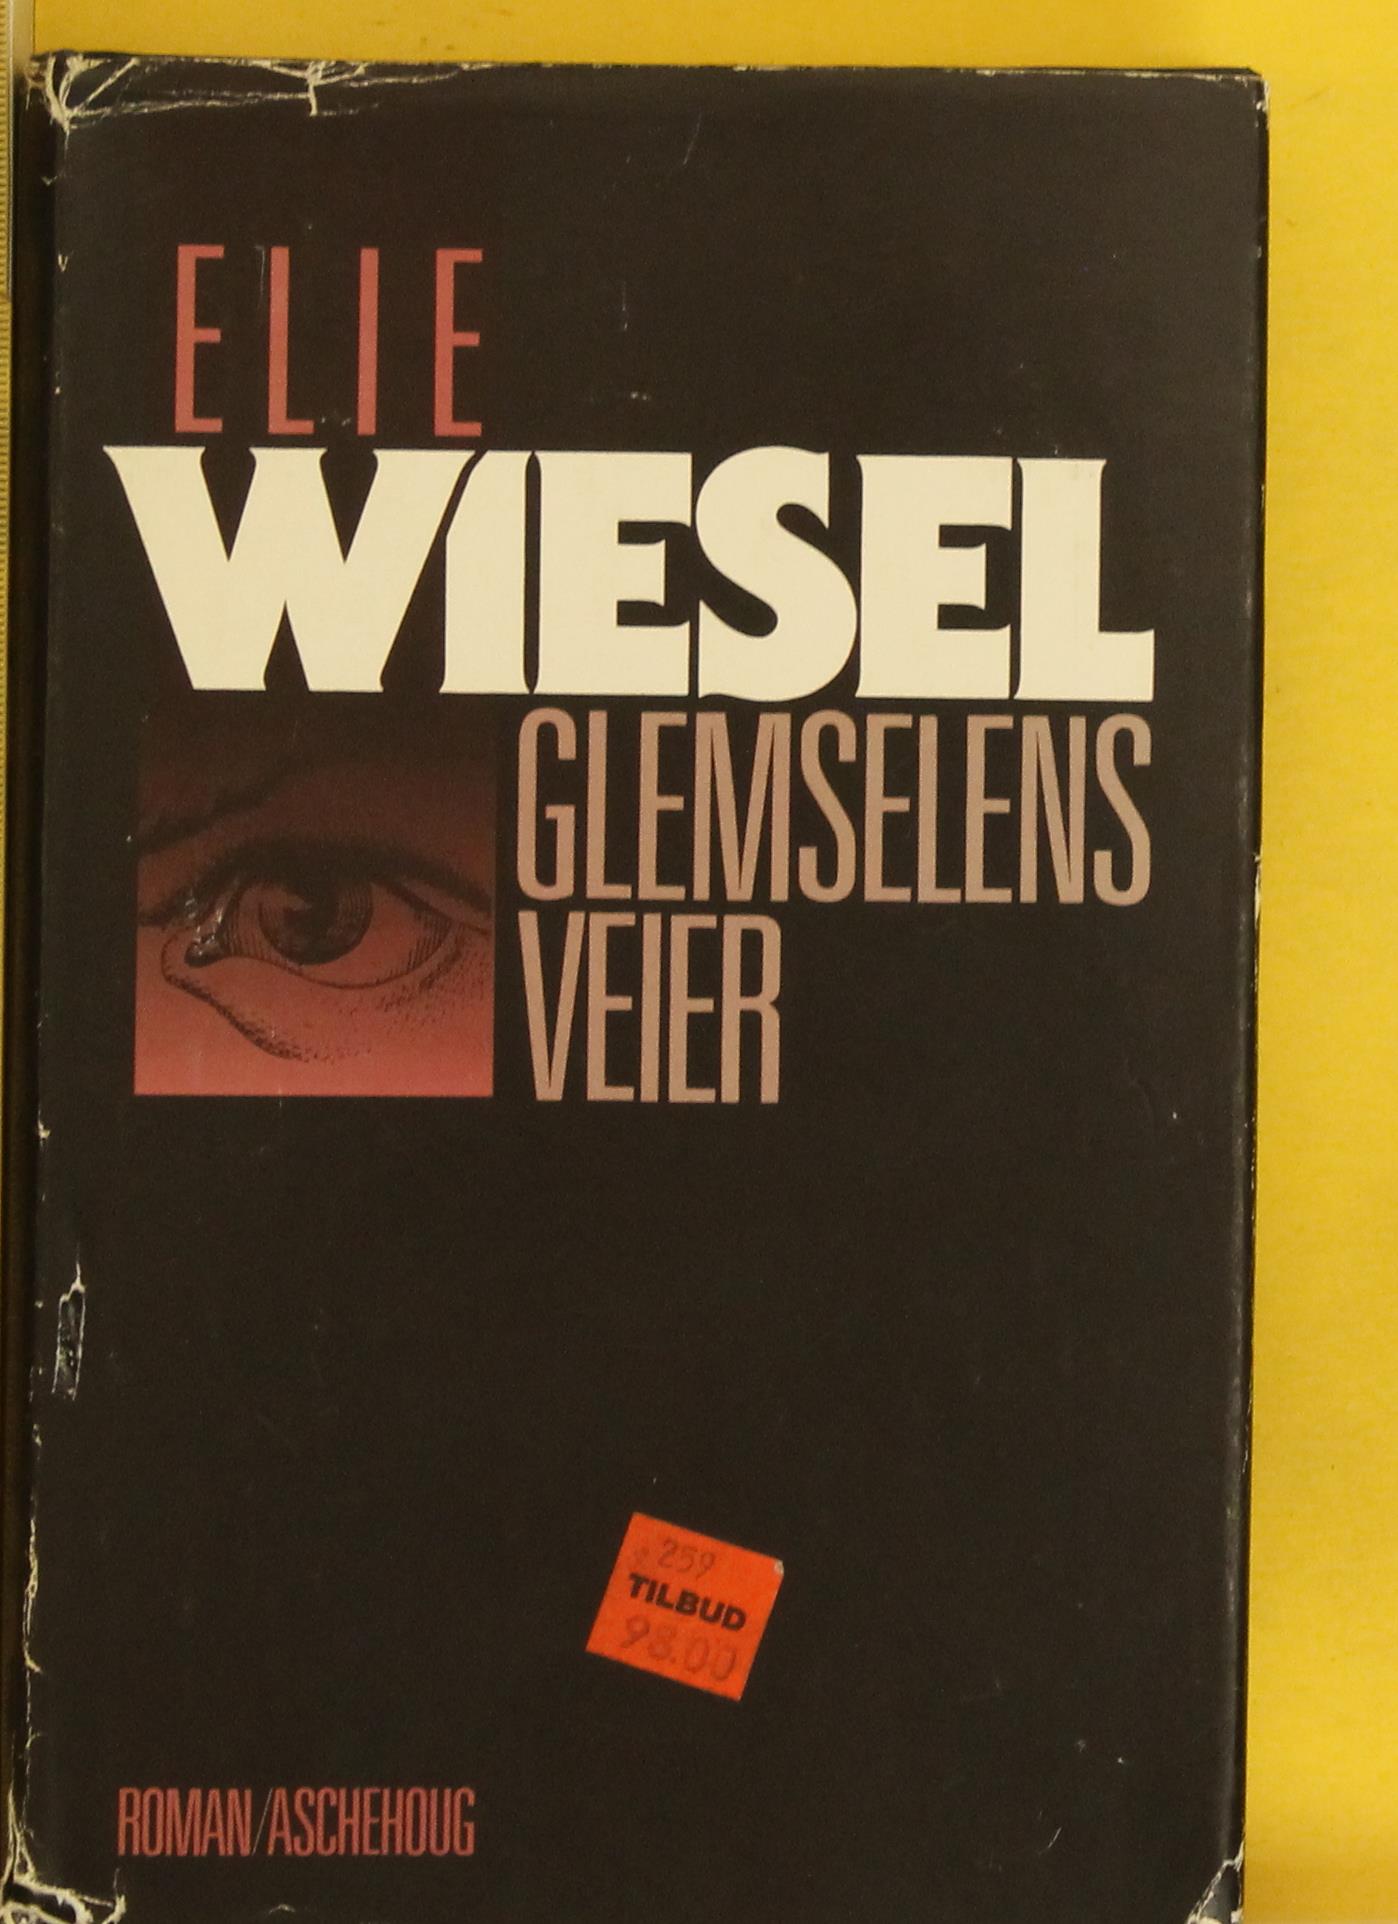 ELIE
WIESEL
GLEMSELENS
VEIER
259
TILBUD
98.00
ROMAN/ASCHEHOUG